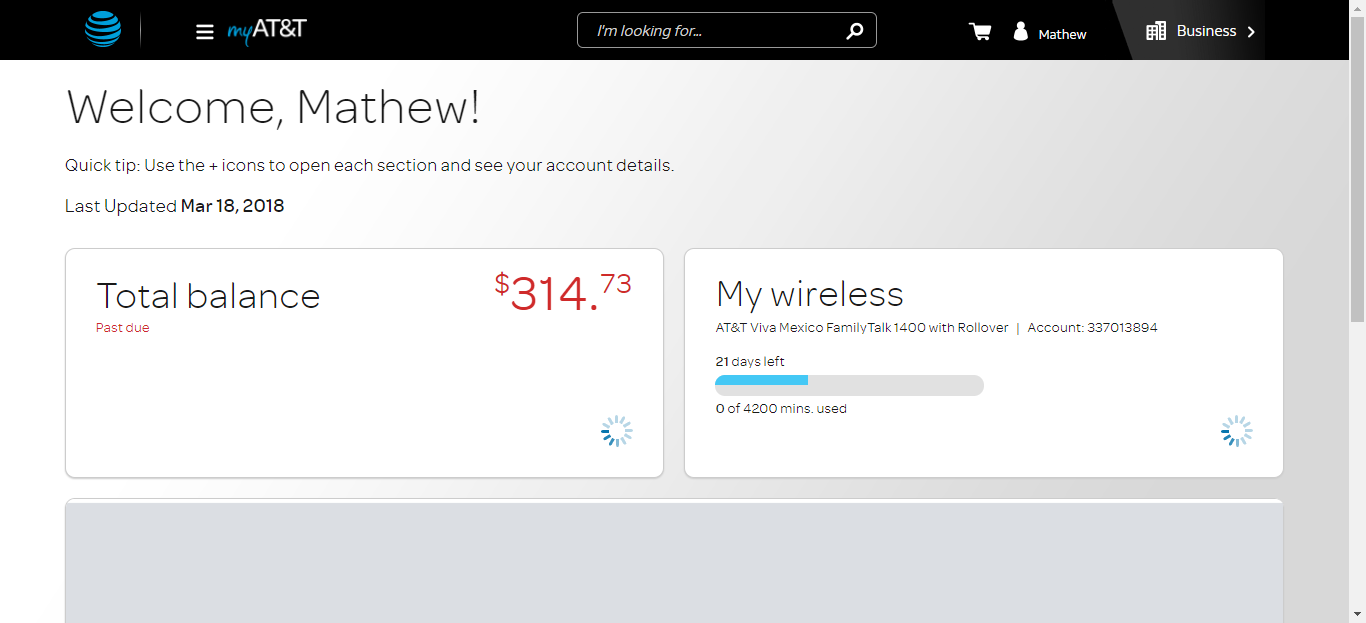 myAT&T
I'm looking for...
Mathew
Business
Welcome, Mathew!
Quick tip: Use the + icons to open each section and see your account details.
Last Updated Mar 18, 2018
Total balance
$314.73
Past due
My wireless
AT&T Viva Mexico FamilyTalk 1400 with Rollover | Account: 337013894
21 days left
0 of 4200 mins. used